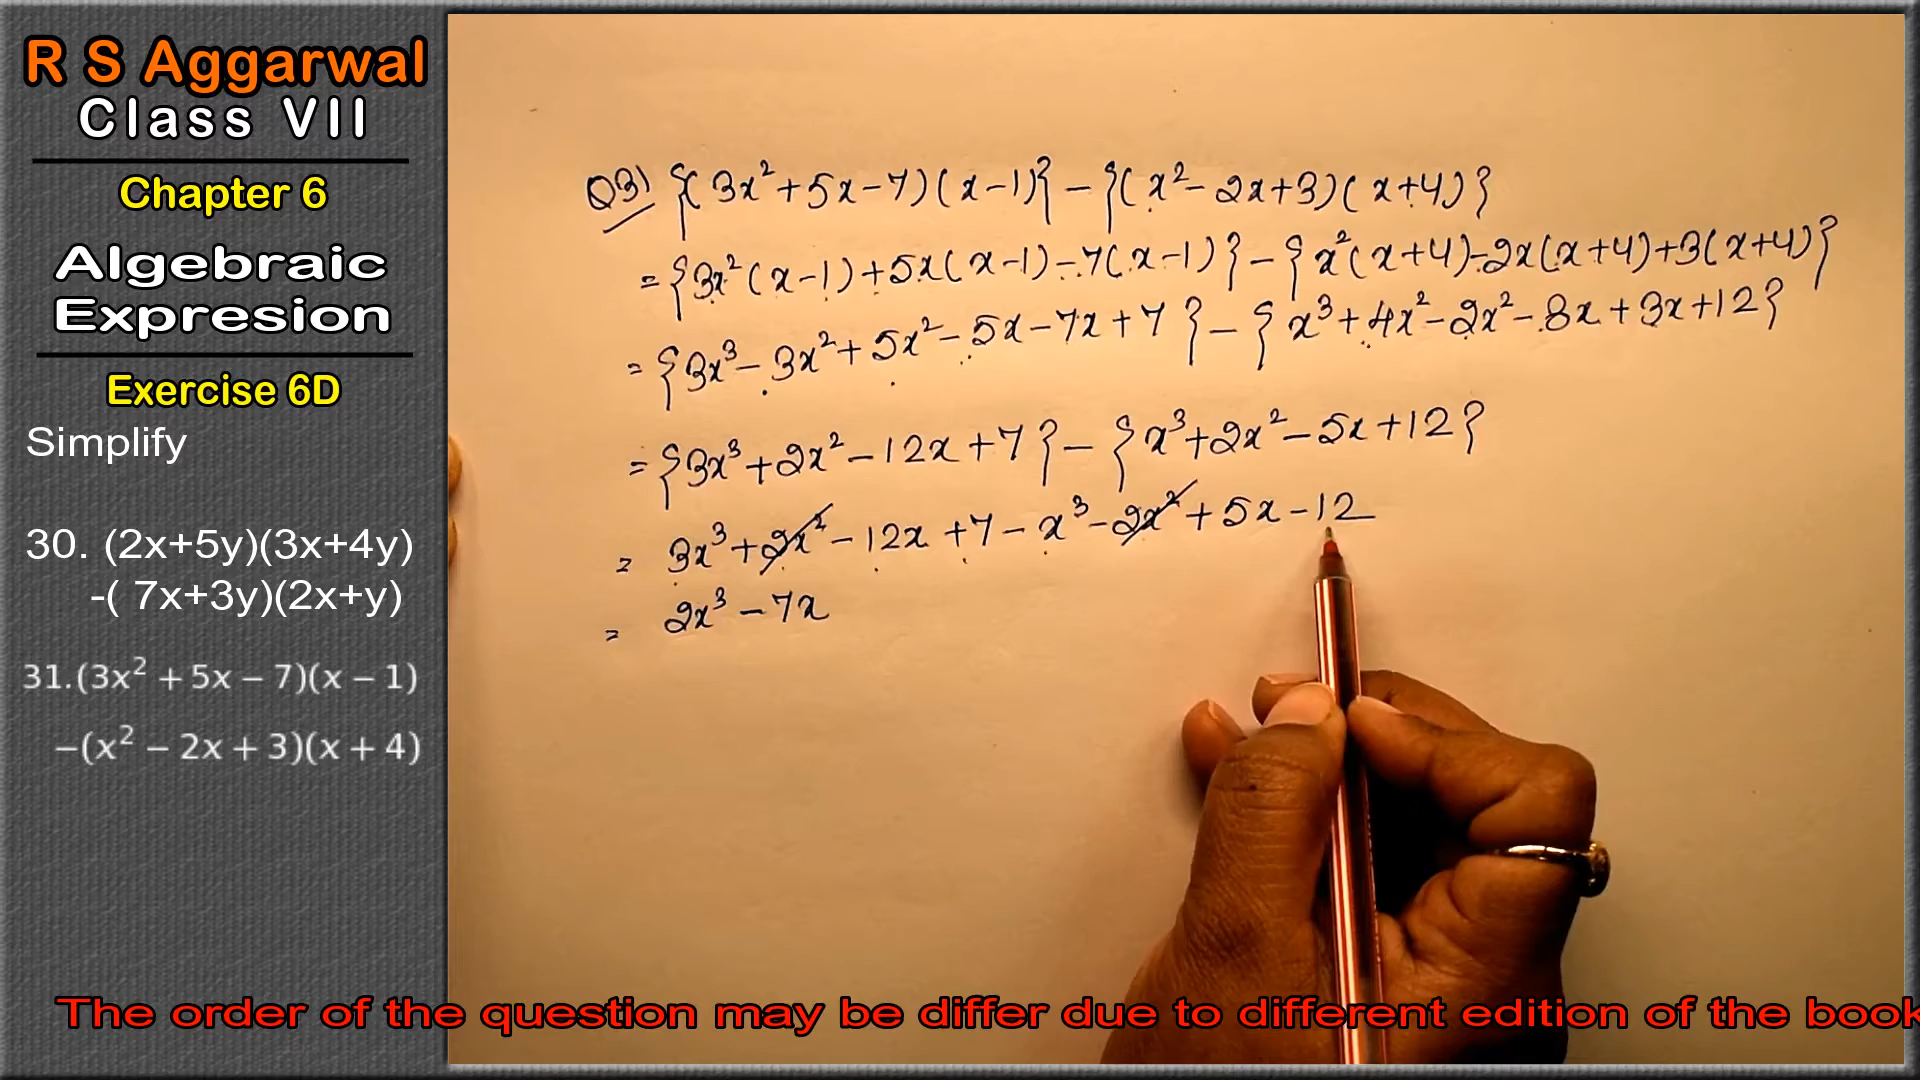 R S Aggarwal
Class VII
Chapter 6
Algebraic
Expresion
Exercise 6D
Simplify
30. (2x+5y)(3x+4y)
-( 7x+3y)(2x+y)
31.(3x² + 5x − 7)(x − 1)
−(x² − 2x + 3)(x + 4)
Q31) {(3x²+5x-7)(x-1)} - {(x²-2x+3)(x+4)}
= {3x²(x-1)+5x(x-1)-7(x-1)} - {x²(x+4)-2x(x+4)+3(x+4)}
= {3x³-3x²+5x²-5x-7x+7} - {x³+4x²-2x²-8x+3x+12}
= {3x³+2x²-12x+7} - {x³+2x²-5x+12}
= 3x³+2x²-12x+7-x³-2x²+5x-12
= 2x³-7x
The order of the question may be differ due to different edition of the book